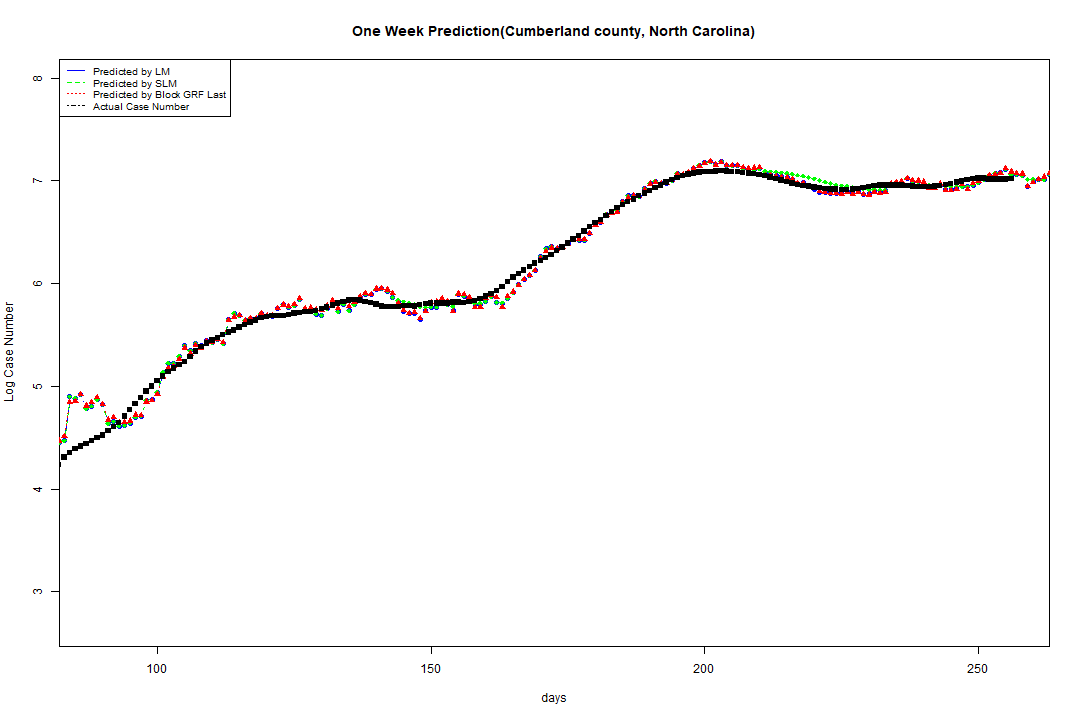 One Week Prediction(Cumberland county, North Carolina)
Predicted by LM
Predicted by SLM
Predicted by Block GRF Last
Actual Case Number
Log Case Number
8
7
6
5
4
3
100 150 200 250
days